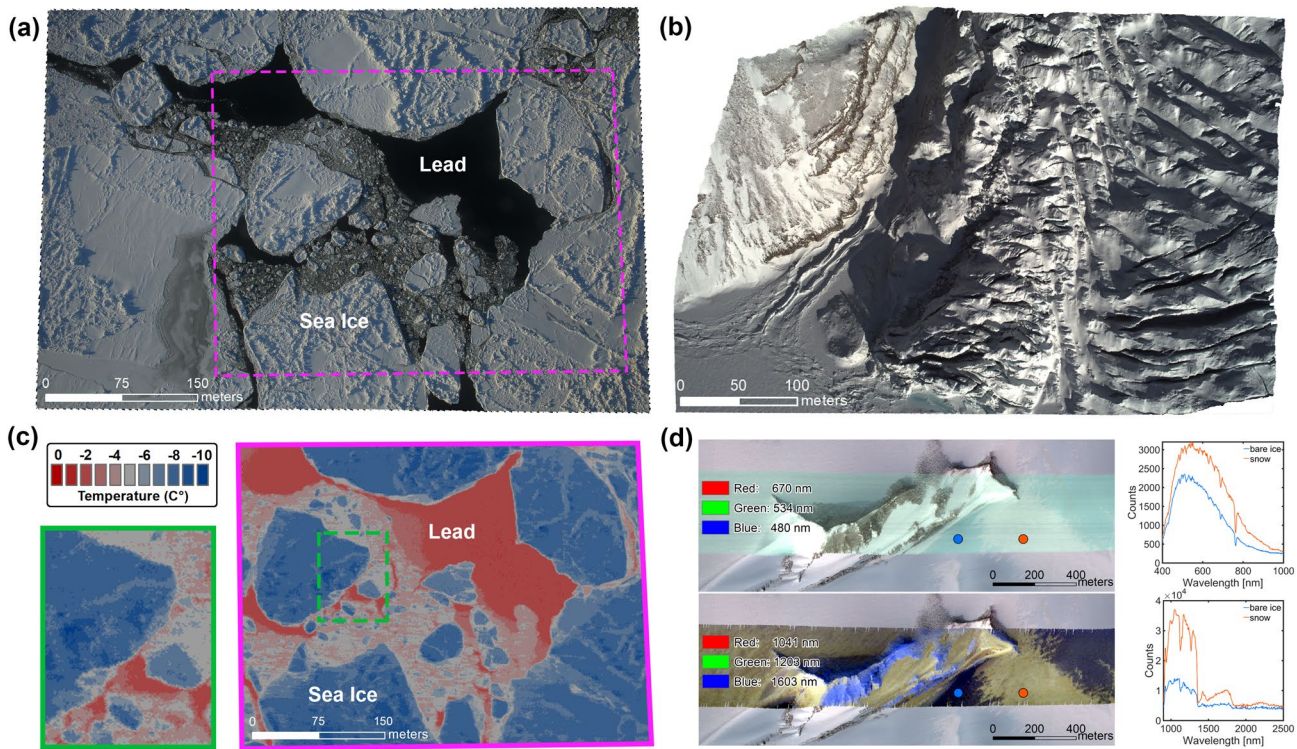 (a)
Lead
Sea Ice
0 75 150
meters
(b)
0 50 100
meters
(c)
0 -2 -4 -6 -8 -10
Temperature (C°)
Lead
Sea Ice
0 75 150
meters
(d)
Red: 670 nm
Green: 534 nm
Blue: 480 nm
0 200 400
meters
Red: 1041 nm
Green: 1203 nm
Blue: 1603 nm
0 200 400
meters
bare ice
snow
Counts
3000
2500
2000
1500
1000
500
0
400 600 800 1000
Wavelength [nm]
×10⁴
bare ice
snow
Counts
4
3
2
1
0
1000 1500 2000 2500
Wavelength [nm]